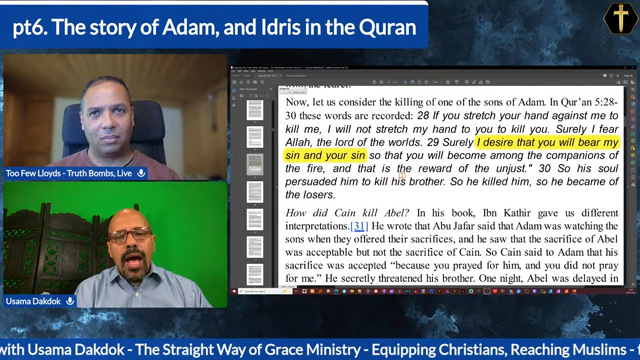 pt6. The story of Adam, and Idris in the Quran
Now, let us consider the killing of one of the sons of Adam. In Qur'an 5:28-
30 these words are recorded: 28 If you stretch your hand against me to
kill me, I will not stretch my hand to you to kill you. Surely I fear
Allah, the lord of the worlds. 29 Surely I desire that you will bear my
sin and your sin so that you will become among the companions of
the fire, and that is the reward of the unjust." 30 So his soul
persuaded him to kill his brother. So he killed him, so he became of
the losers.
How did Cain kill Abel? In his book, Ibn Kathir gave us different
interpretations.[31] He wrote that Abu Jafar said that Adam was watching the
sons when they offered their sacrifices, and he saw that the sacrifice of Abel
was acceptable but not the sacrifice of Cain. So Cain said to Adam that his
sacrifice was accepted "because you prayed for him, and you did not pray
for me." He secretly threatened his brother. One night, Abel was delayed in
Too Few Lloyds - Truth Bombs, Live
Usama Dakdok
with Usama Dakdok - The Straight Way of Grace Ministry - Equipping Christians, Reaching Muslims -